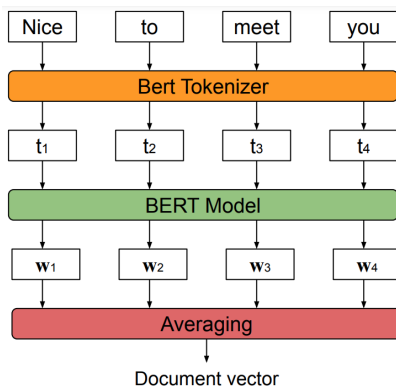 Nice to meet you
Bert Tokenizer
t1 t2 t3 t4
BERT Model
w1 w2 w3 w4
Averaging
Document vector